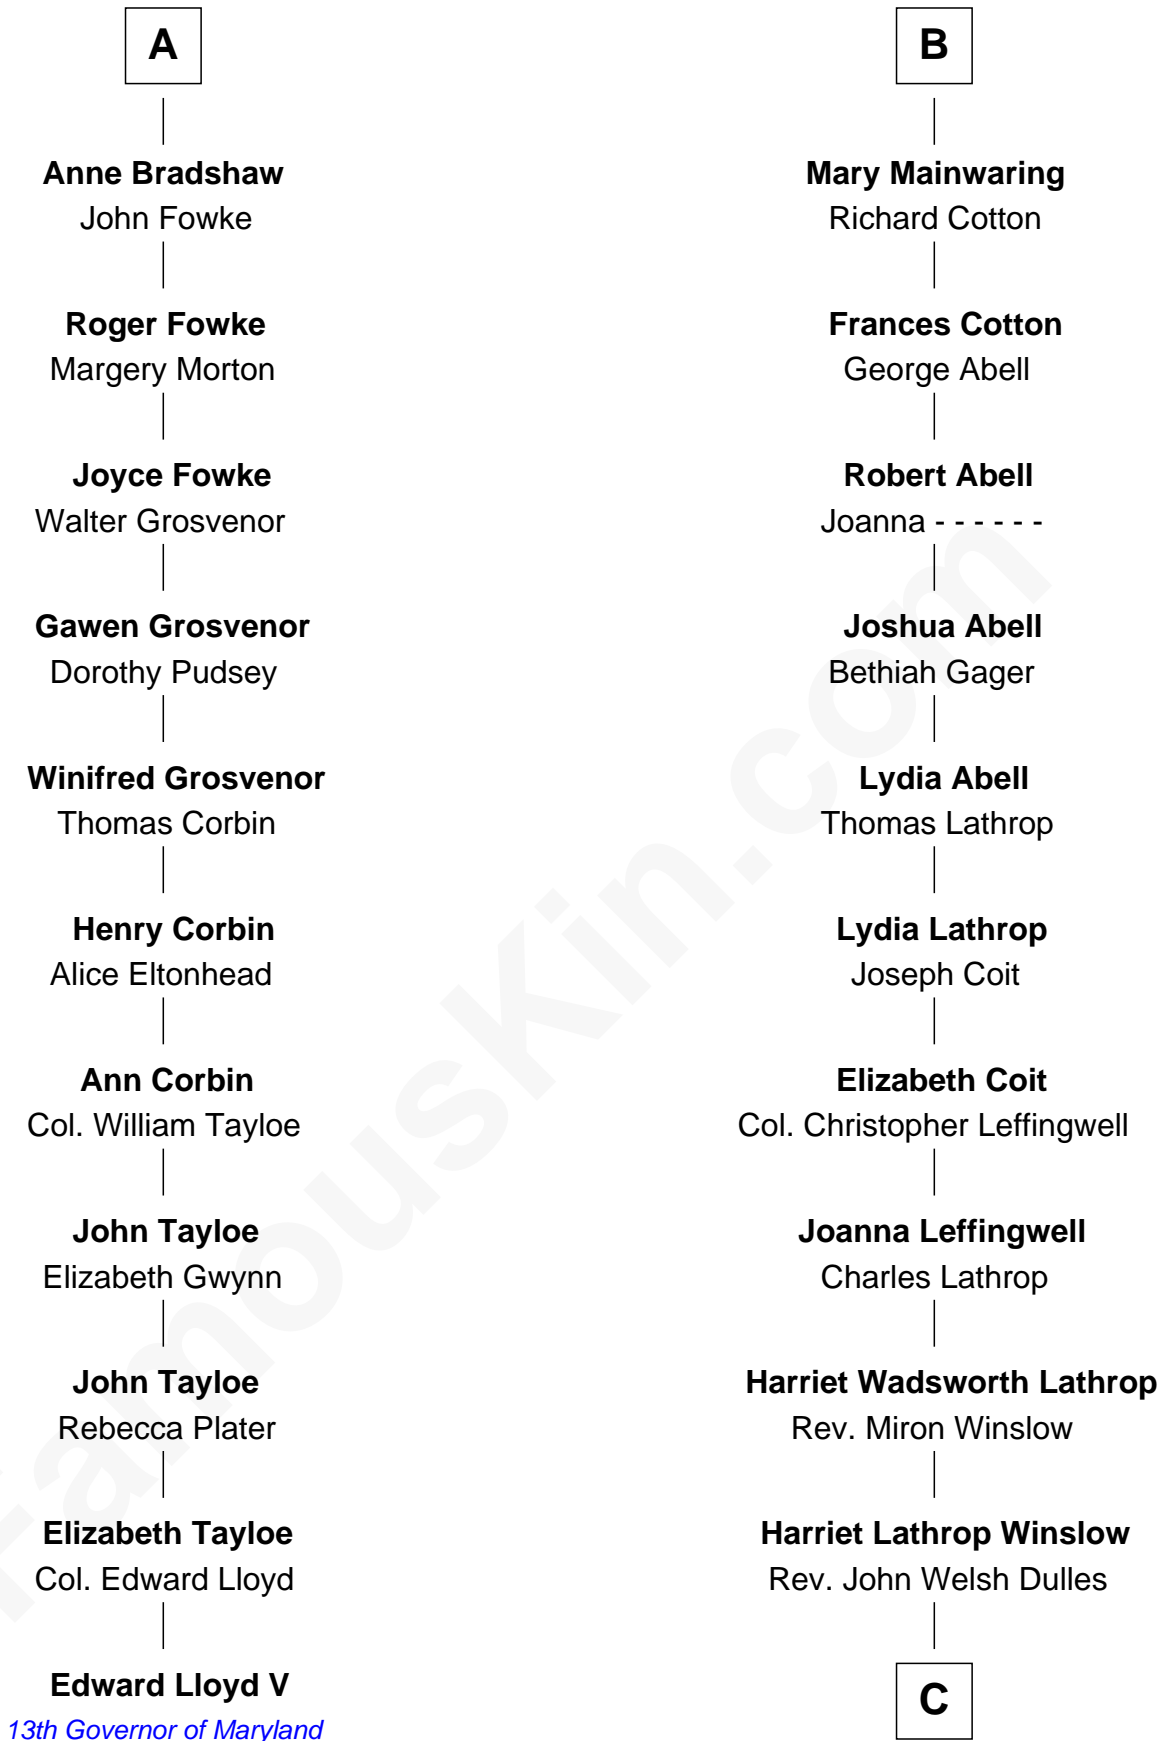 A
Anne Bradshaw
John Fowke
Roger Fowke
Margery Morton
Joyce Fowke
Walter Grosvenor
Gawen Grosvenor
Dorothy Pudsey
Winifred Grosvenor
Thomas Corbin
Henry Corbin
Alice Eltonhead
Ann Corbin
Col. William Tayloe
John Tayloe
Elizabeth Gwynn
John Tayloe
Rebecca Plater
Elizabeth Tayloe
Col. Edward Lloyd
Edward Lloyd V
13th Governor of Maryland
B
Mary Mainwaring
Richard Cotton
Frances Cotton
George Abell
Robert Abell
Joanna - - - - - -
Joshua Abell
Bethiah Gager
Lydia Abell
Thomas Lathrop
Lydia Lathrop
Joseph Coit
Elizabeth Coit
Col. Christopher Leffingwell
Joanna Leffingwell
Charles Lathrop
Harriet Wadsworth Lathrop
Rev. Miron Winslow
Harriet Lathrop Winslow
Rev. John Welsh Dulles
C
FamousKin.com